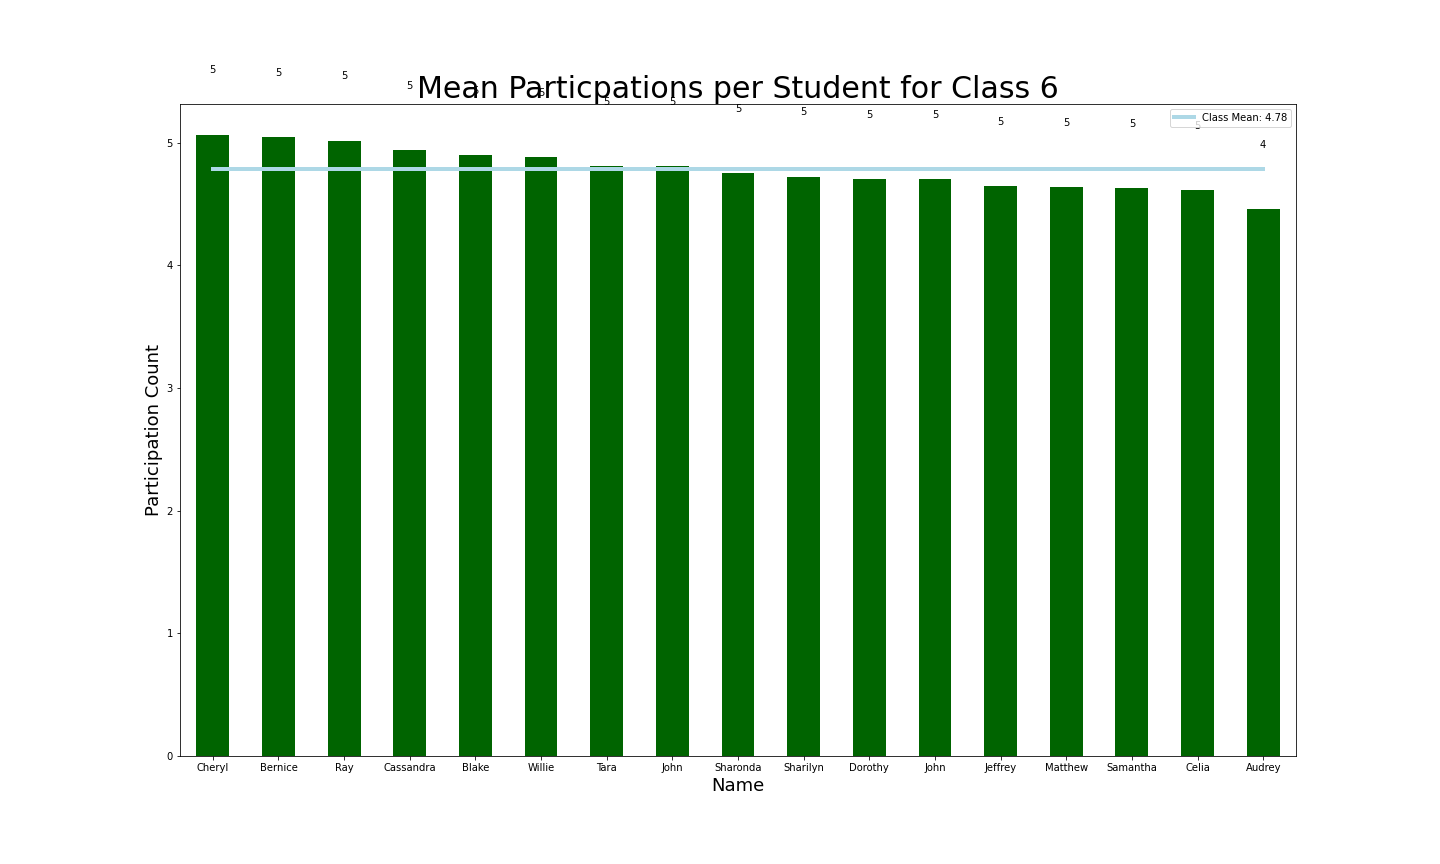 5 5 5 5 5 5 5 5 5 5 5 5 5 5 5 5 4
Mean Particpations per Student for Class 6
Class Mean: 4.78
Participation Count
5
4
3
2
1
0
Cheryl Bernice Ray Cassandra Blake Willie Tara John Sharonda Sharilyn Dorothy John Jeffrey Matthew Samantha Celia Audrey
Name